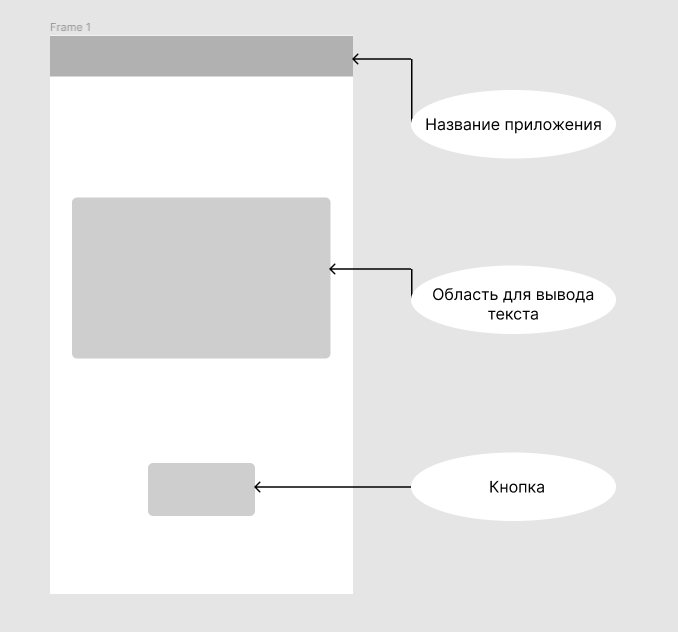 Frame 1
Название приложения
Область для вывода
текста
Кнопка